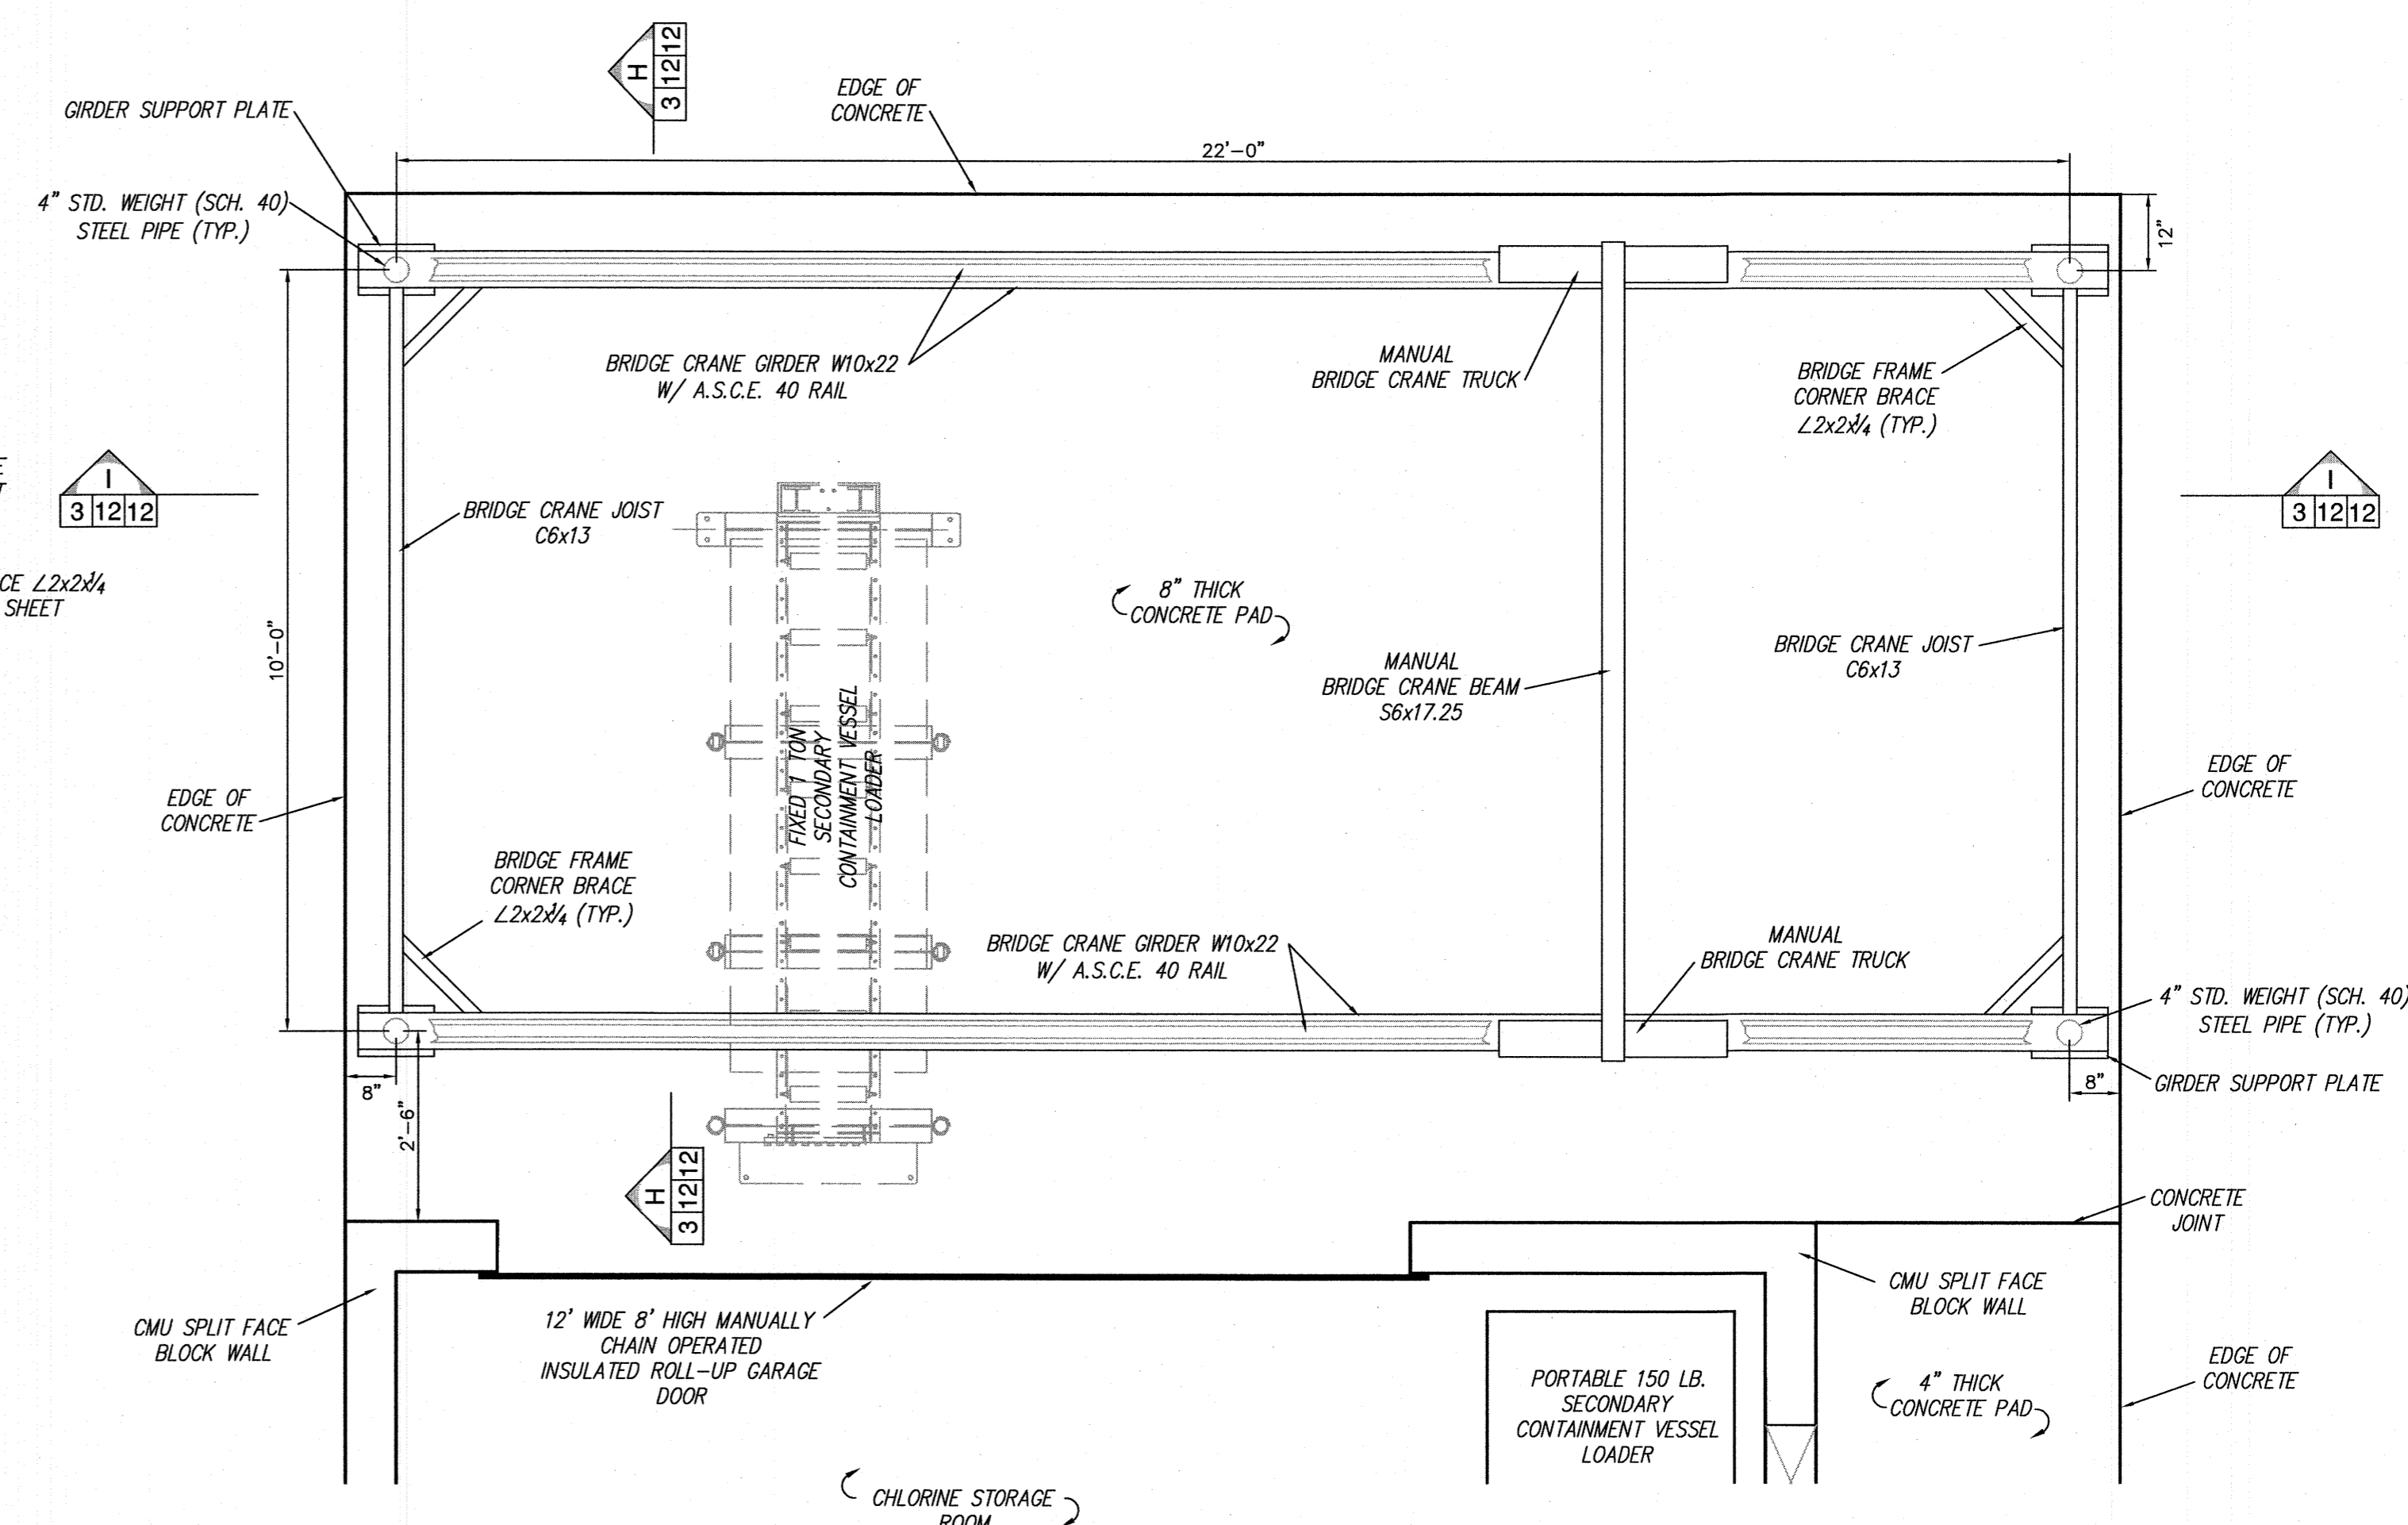 H
3 12 12
GIRDER SUPPORT PLATE
EDGE OF
CONCRETE
22'-0"
4" STD. WEIGHT (SCH. 40)
STEEL PIPE (TYP.)
12"
BRIDGE CRANE GIRDER W10x22
W/ A.S.C.E. 40 RAIL
MANUAL
BRIDGE CRANE TRUCK
BRIDGE FRAME
CORNER BRACE
∠2x2x1/4 (TYP.)
I
3 12 12
I
3 12 12
BRIDGE CRANE JOIST
C6x13
CE ∠2x2x1/4
SHEET
8" THICK
CONCRETE PAD
10'-0"
MANUAL
BRIDGE CRANE BEAM
S6x17.25
BRIDGE CRANE JOIST
C6x13
FIXED 1 TON
SECONDARY
CONTAINMENT VESSEL
LOADER
EDGE OF
CONCRETE
EDGE OF
CONCRETE
BRIDGE FRAME
CORNER BRACE
∠2x2x1/4 (TYP.)
BRIDGE CRANE GIRDER W10x22
W/ A.S.C.E. 40 RAIL
MANUAL
BRIDGE CRANE TRUCK
4" STD. WEIGHT (SCH. 40)
STEEL PIPE (TYP.)
8"
2'-6"
8"
GIRDER SUPPORT PLATE
H
3 12 12
CONCRETE
JOINT
CMU SPLIT FACE
BLOCK WALL
12' WIDE 8' HIGH MANUALLY
CHAIN OPERATED
INSULATED ROLL-UP GARAGE
DOOR
CMU SPLIT FACE
BLOCK WALL
PORTABLE 150 LB.
SECONDARY
CONTAINMENT VESSEL
LOADER
4" THICK
CONCRETE PAD
EDGE OF
CONCRETE
CHLORINE STORAGE
ROOM